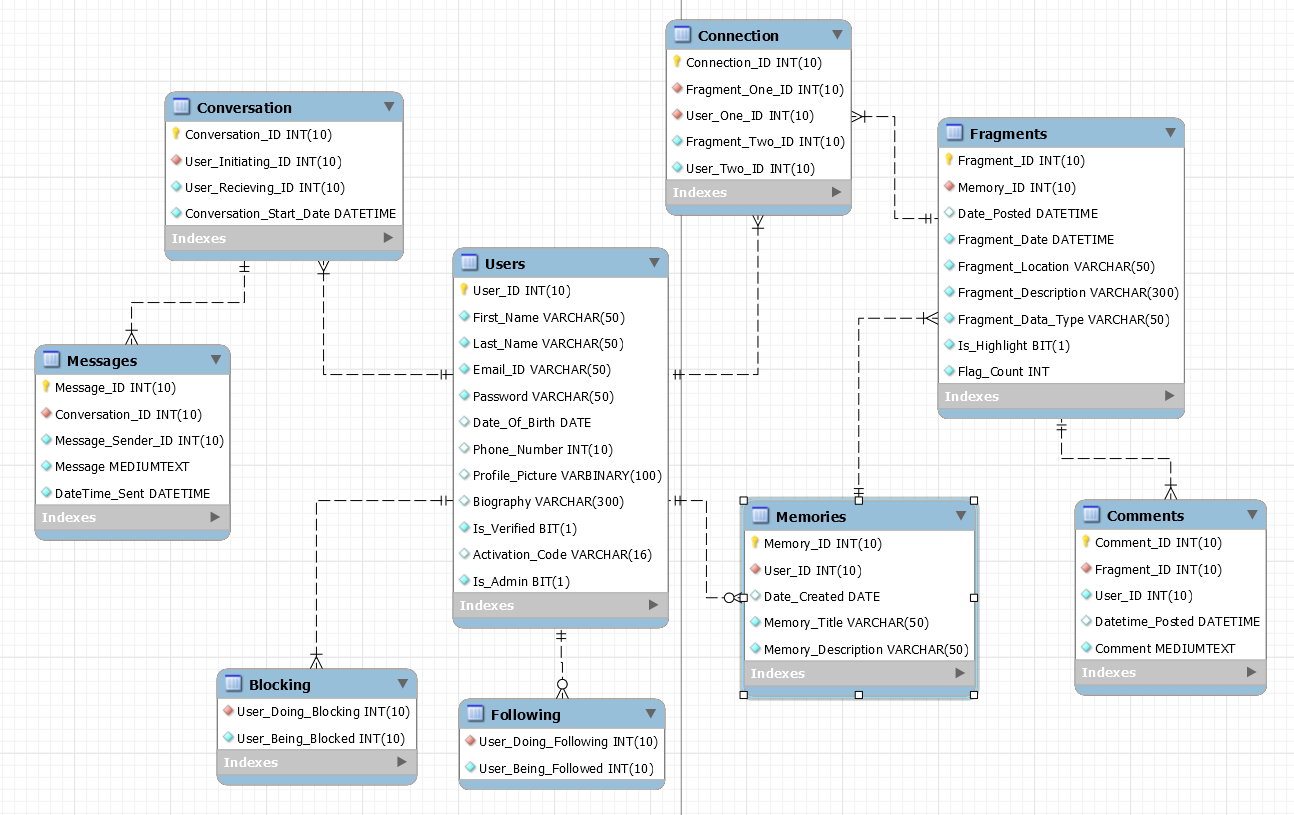 Connection
Connection_ID INT(10)
Fragment_One_ID INT(10)
User_One_ID INT(10)
Fragment_Two_ID INT(10)
User_Two_ID INT(10)
Indexes
Conversation
Conversation_ID INT(10)
User_Initiating_ID INT(10)
User_Recieving_ID INT(10)
Conversation_Start_Date DATETIME
Indexes
Fragments
Fragment_ID INT(10)
Memory_ID INT(10)
Date_Posted DATETIME
Fragment_Date DATETIME
Fragment_Location VARCHAR(50)
Fragment_Description VARCHAR(300)
Fragment_Data_Type VARCHAR(50)
Is_Highlight BIT(1)
Flag_Count INT
Indexes
Users
User_ID INT(10)
First_Name VARCHAR(50)
Last_Name VARCHAR(50)
Email_ID VARCHAR(50)
Password VARCHAR(50)
Date_Of_Birth DATE
Phone_Number INT(10)
Profile_Picture VARBINARY(100)
Biography VARCHAR(300)
Is_Verified BIT(1)
Activation_Code VARCHAR(16)
Is_Admin BIT(1)
Indexes
Messages
Message_ID INT(10)
Conversation_ID INT(10)
Message_Sender_ID INT(10)
Message MEDIUMTEXT
DateTime_Sent DATETIME
Indexes
Memories
Memory_ID INT(10)
User_ID INT(10)
Date_Created DATE
Memory_Title VARCHAR(50)
Memory_Description VARCHAR(50)
Indexes
Comments
Comment_ID INT(10)
Fragment_ID INT(10)
User_ID INT(10)
Datetime_Posted DATETIME
Comment MEDIUMTEXT
Indexes
Blocking
User_Doing_Blocking INT(10)
User_Being_Blocked INT(10)
Indexes
Following
User_Doing_Following INT(10)
User_Being_Followed INT(10)